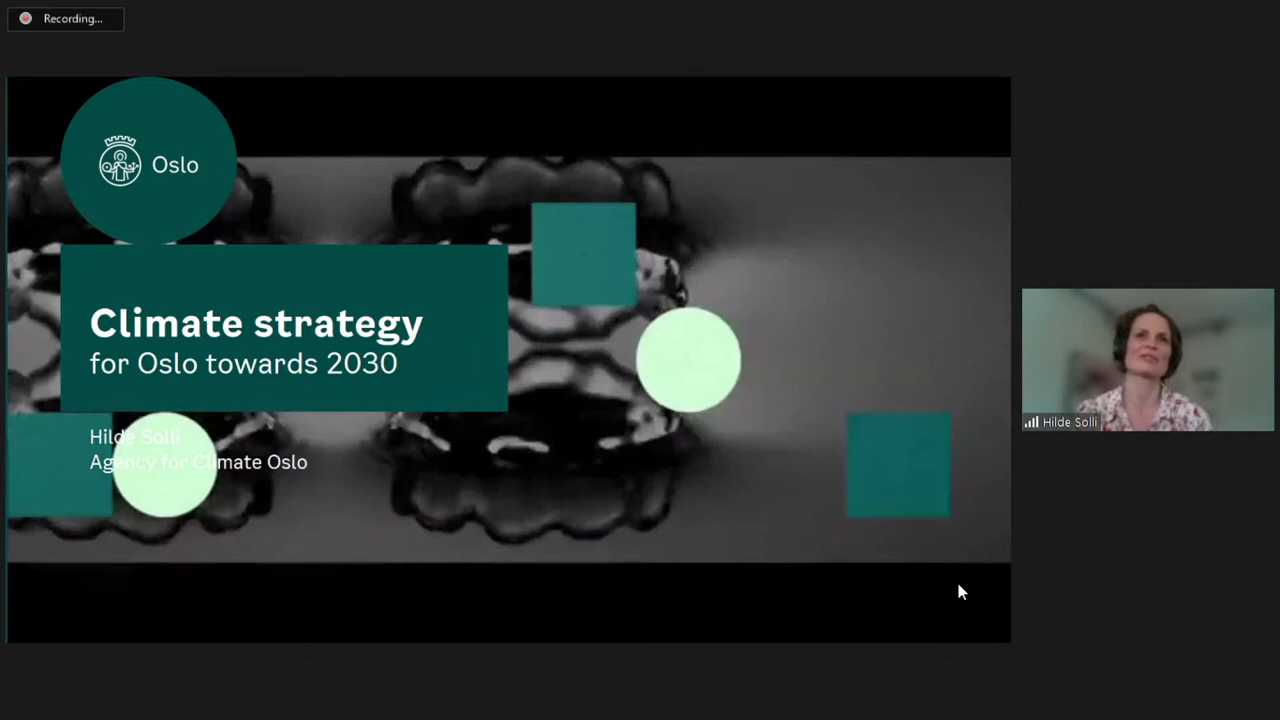 Recording...
Oslo
Climate strategy
for Oslo towards 2030
Hilde Solli
Agency for Climate Oslo
Hilde Solli